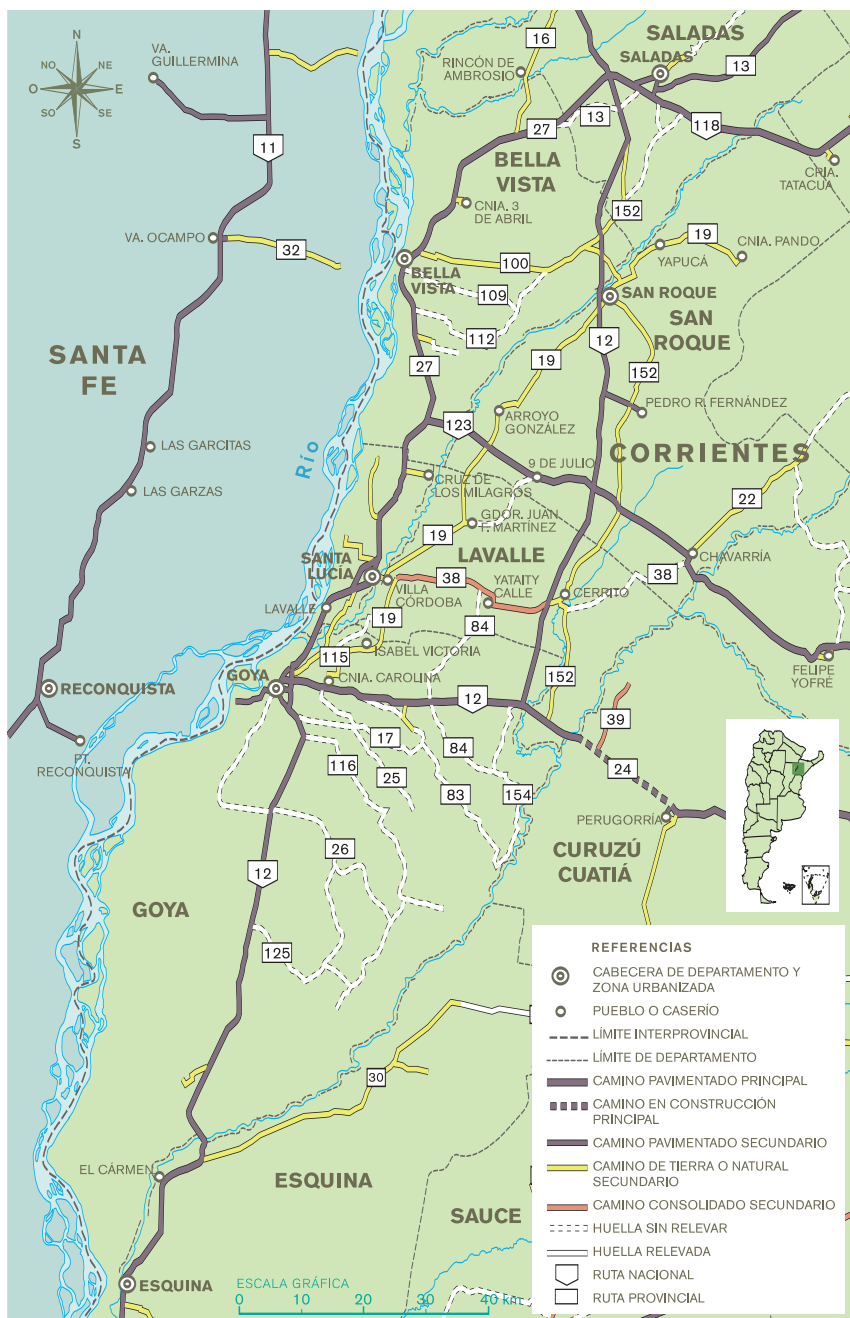 N
NO
NE
O
E
SO
SE
S
VA.
GUILLERMINA
11
VA. OCAMPO
32
SANTA
FE
LAS GARCITAS
LAS GARZAS
RECONQUISTA
PT.
RECONQUISTA
Río
16
RINCÓN DE
AMBROSIO
SALADAS
SALADAS
13
13
27
118
BELLA
VISTA
CRIA.
TATACUA
CNIA. 3
DE ABRIL
152
19
CNIA. PANDO
YAPUCÁ
100
BELLA
VISTA
109
SAN ROQUE
SAN
ROQUE
112
12
19
27
152
PEDRO R. FERNÁNDEZ
ARROYO
GONZÁLEZ
123
CORRIENTES
9 DE JULIO
CRUZ DE
LOS MILAGROS
22
GDOR. JUAN
T. MARTÍNEZ
19
LAVALLE
CHAVARRÍA
SANTA
LUCÍA
38
YATAITY
CALLE
38
VILLA
CÓRDOBA
CERRITO
LAVALLE
19
84
ISABEL VICTORIA
115
FELIPE
YOFRÉ
GOYA
CNIA. CAROLINA
12
152
39
17
84
116
25
24
83
154
PERUGORRÍA
26
CURUZÚ
CUATIÁ
12
GOYA
125
30
EL CÁRMEN
ESQUINA
SAUCE
ESQUINA
ESCALA GRÁFICA
0 10 20 30 40 km
REFERENCIAS
CABECERA DE DEPARTAMENTO Y
ZONA URBANIZADA
PUEBLO O CASERÍO
LÍMITE INTERPROVINCIAL
LÍMITE DE DEPARTAMENTO
CAMINO PAVIMENTADO PRINCIPAL
CAMINO EN CONSTRUCCIÓN
PRINCIPAL
CAMINO PAVIMENTADO SECUNDARIO
CAMINO DE TIERRA O NATURAL
SECUNDARIO
CAMINO CONSOLIDADO SECUNDARIO
HUELLA SIN RELEVAR
HUELLA RELEVADA
RUTA NACIONAL
RUTA PROVINCIAL